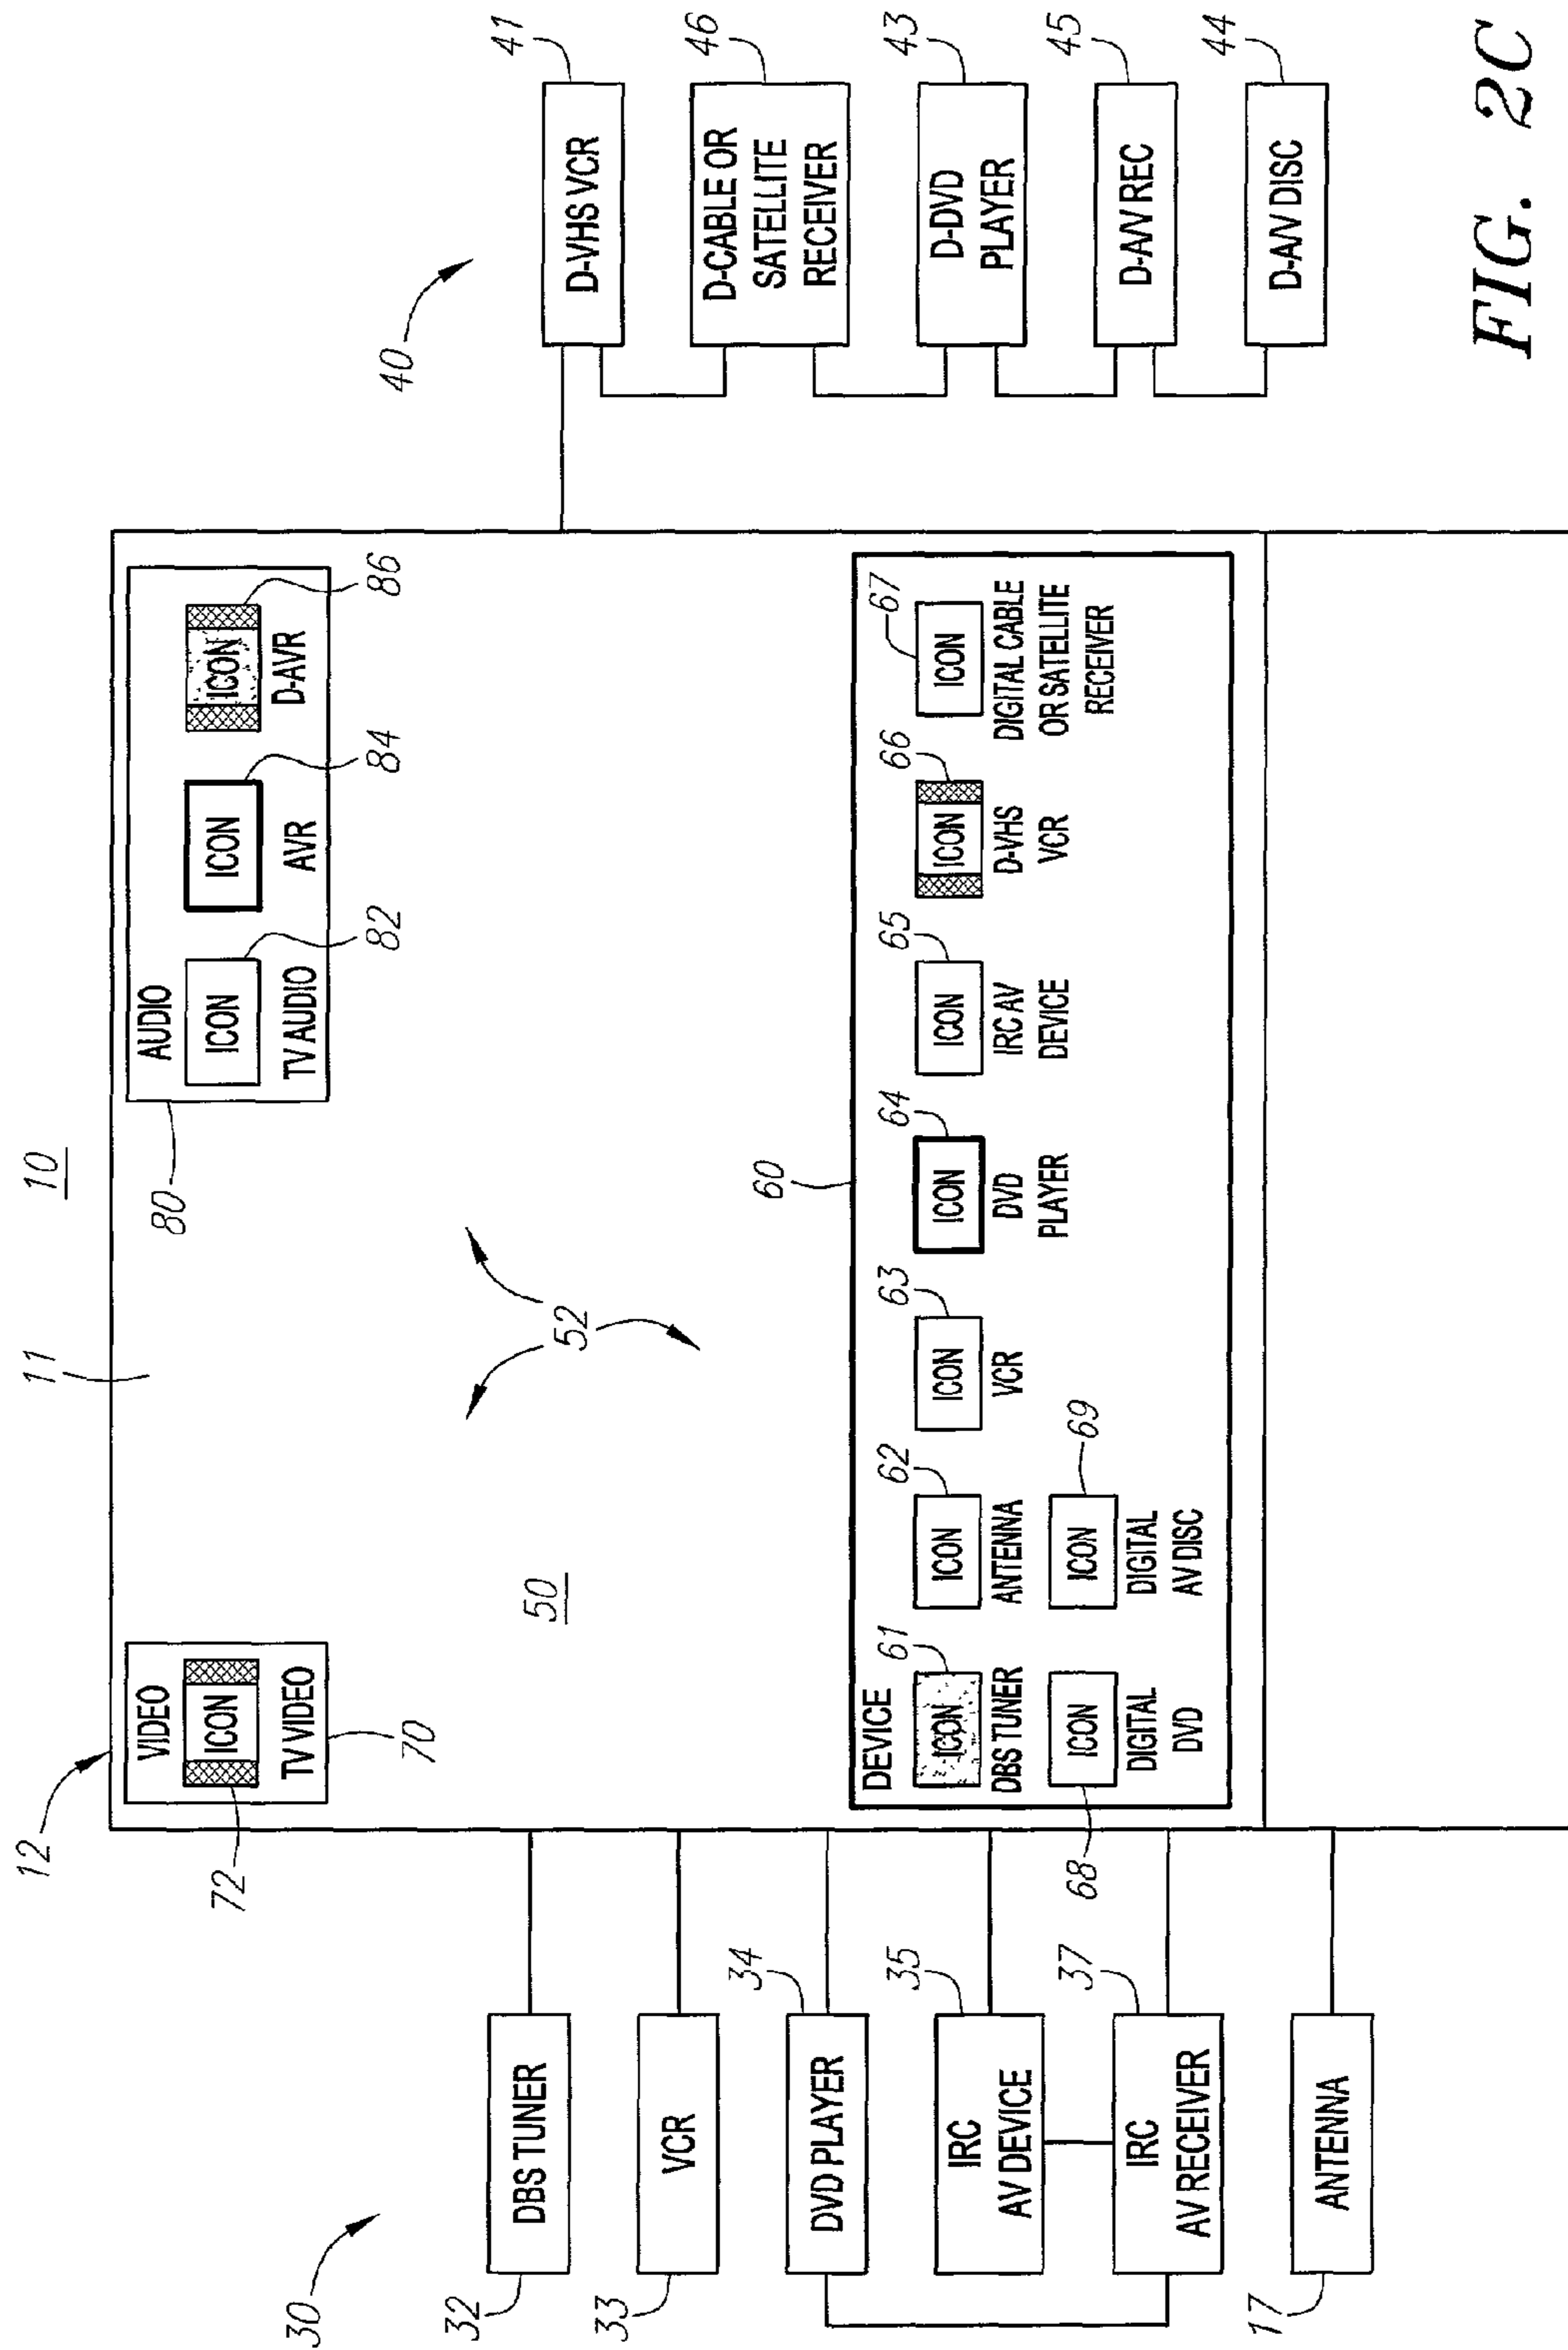 10
12
11
VIDEO
ICON
TV VIDEO
72
70
80
AUDIO
ICON
ICON
ICON
TV AUDIO
AVR
D-AVR
82
84
86
50
52
60
DEVICE
61
62
63
64
65
66
67
ICON
ICON
ICON
ICON
ICON
ICON
ICON
DBS TUNER
ANTENNA
VCR
DVD
PLAYER
IRC AV
DEVICE
D-VHS
VCR
DIGITAL CABLE
OR SATELLITE
RECEIVER
68
69
ICON
ICON
DIGITAL
DVD
DIGITAL
AV DISC
30
32
DBS TUNER
33
VCR
34
DVD PLAYER
35
IRC
AV DEVICE
37
IRC
AV RECEIVER
17
ANTENNA
40
41
D-VHS VCR
46
D-CABLE OR
SATELLITE
RECEIVER
43
D-DVD
PLAYER
45
D-A/V REC
44
D-A/V DISC
FIG. 2C